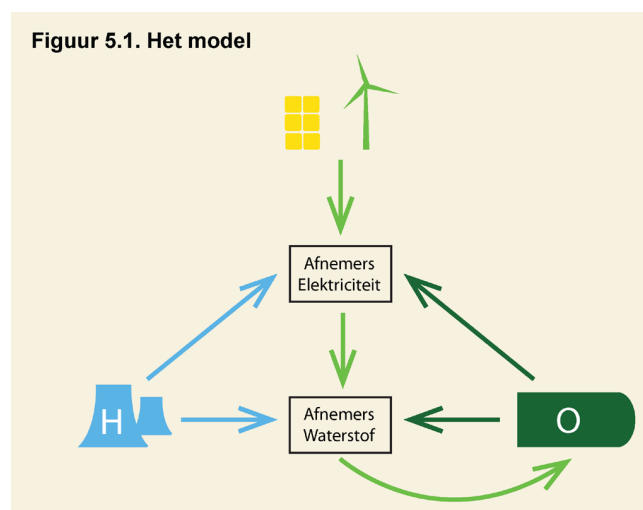 Figuur 5.1. Het model
Afnemers
Elektriciteit
H
Afnemers
Waterstof
O